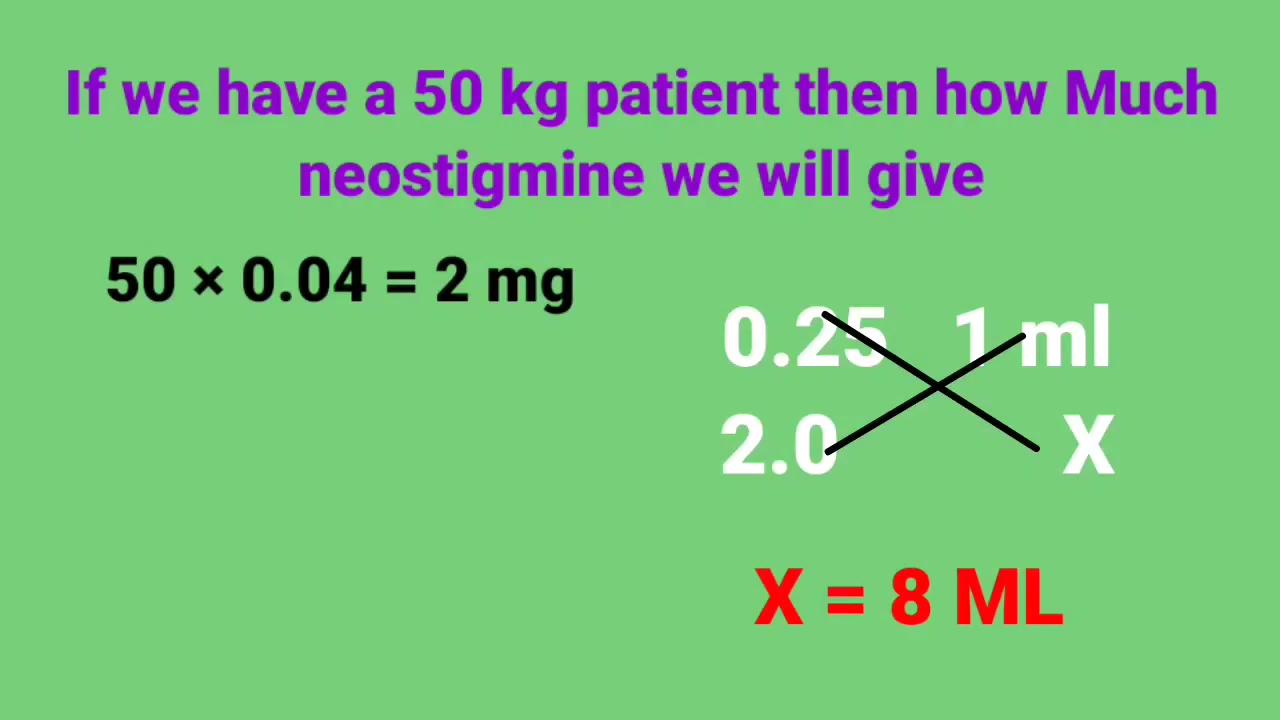 If we have a 50 kg patient then how Much
neostigmine we will give
50 × 0.04 = 2 mg
0.25 1 ml
2.0 X
X = 8 ML